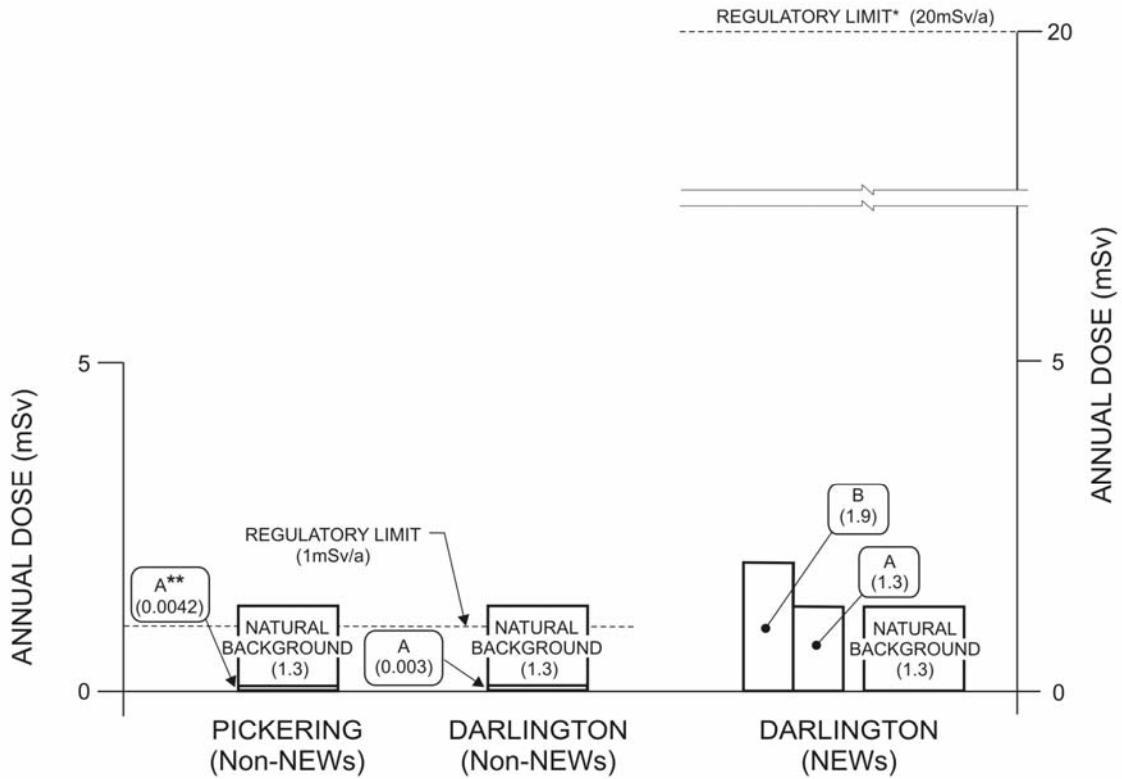 REGULATORY LIMIT* (20mSv/a)
20
ANNUAL DOSE (mSv)
5
0
ANNUAL DOSE (mSv)
5
0
REGULATORY LIMIT
(1mSv/a)
A**
(0.0042)
NATURAL
BACKGROUND
(1.3)
A
(0.003)
NATURAL
BACKGROUND
(1.3)
B
(1.9)
A
(1.3)
NATURAL
BACKGROUND
(1.3)
PICKERING
(Non-NEWs)
DARLINGTON
(Non-NEWs)
DARLINGTON
(NEWs)